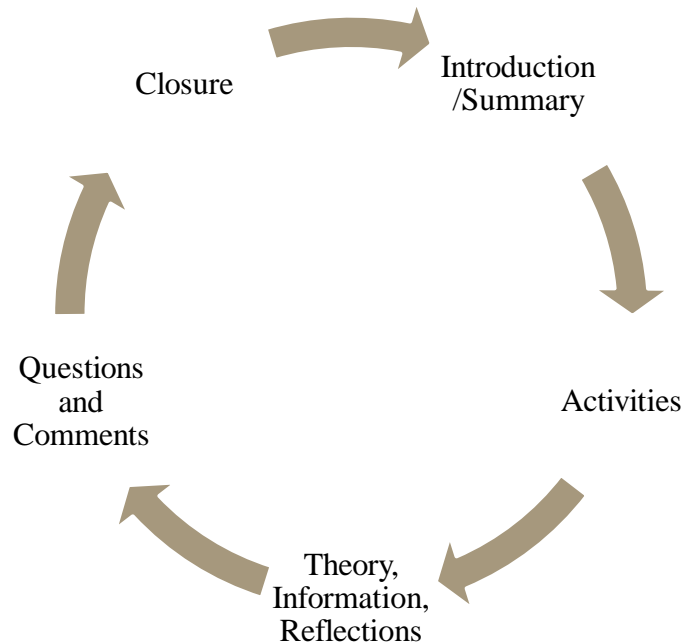 Closure
Introduction
/Summary
Activities
Theory,
Information,
Reflections
Questions
and
Comments